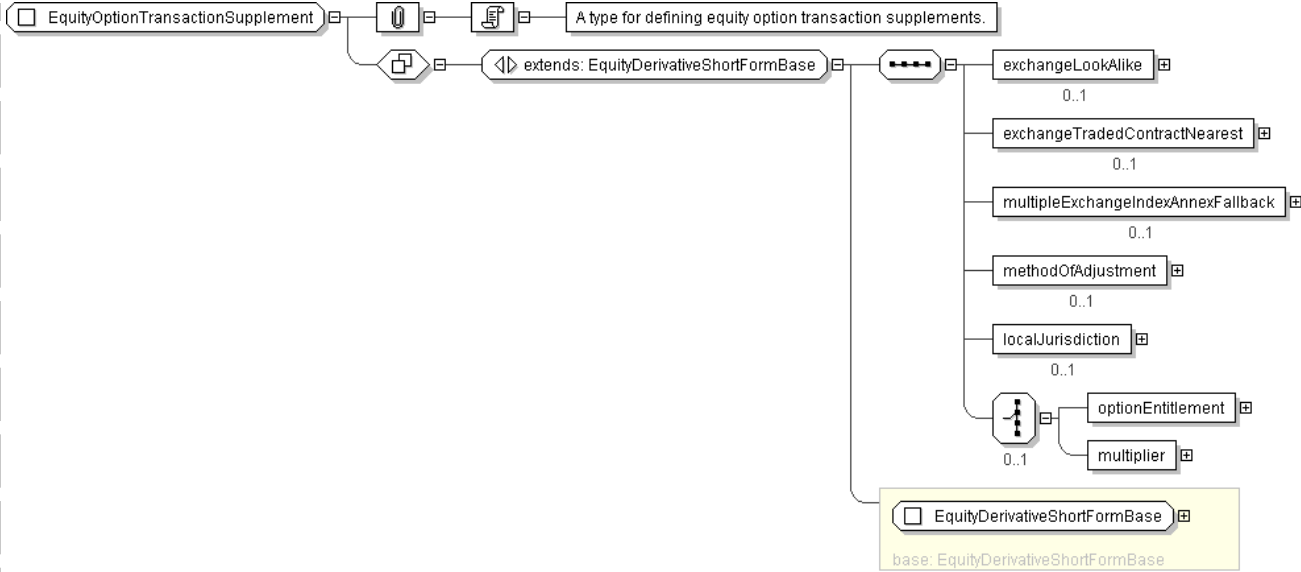 EquityOptionTransactionSupplement
A type for defining equity option transaction supplements.
extends: EquityDerivativeShortFormBase
exchangeLookAlike
0..1
exchangeTradedContractNearest
0..1
multipleExchangeIndexAnnexFallback
0..1
methodOfAdjustment
0..1
localJurisdiction
0..1
optionEntitlement
multiplier
0..1
EquityDerivativeShortFormBase
base: EquityDerivativeShortFormBase